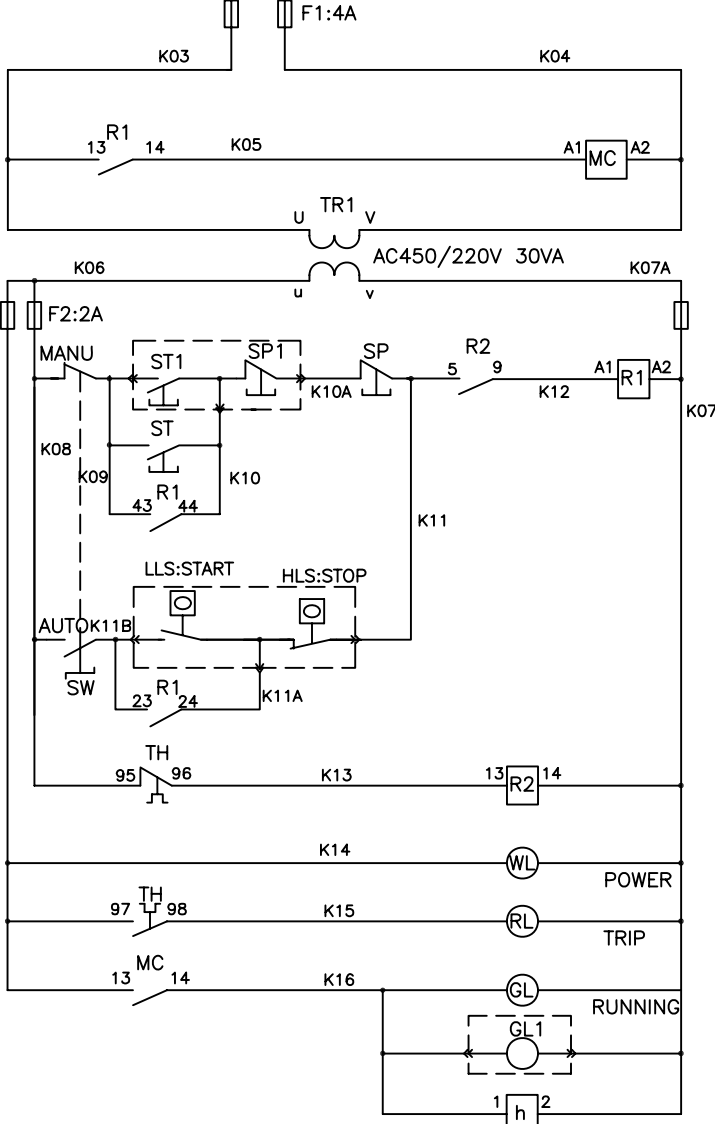 F1:4A
K03 K04
R1
13 14 K05 A1 MC A2
TR1
U V
AC450/220V 30VA
K06 K07A
u v
F2:2A
MANU ST1 SP1 SP R2
5 9 A1 R1 A2
K10A K12
K07
ST
K08 K09 K10
R1
43 44
K11
LLS:START HLS:STOP
AUTO K11B
SW
R1
23 24 K11A
TH
95 96 K13 13 R2 14
K14
WL
POWER
TH
97 98 K15 RL
TRIP
MC
13 14 K16 GL
RUNNING
GL1
1 h 2